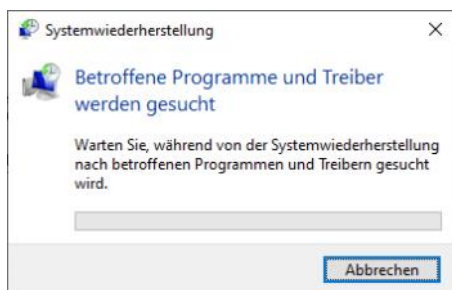 Systemwiederherstellung
Betroffene Programme und Treiber
werden gesucht
Warten Sie, während von der Systemwiederherstellung
nach betroffenen Programmen und Treibern gesucht
wird.
Abbrechen